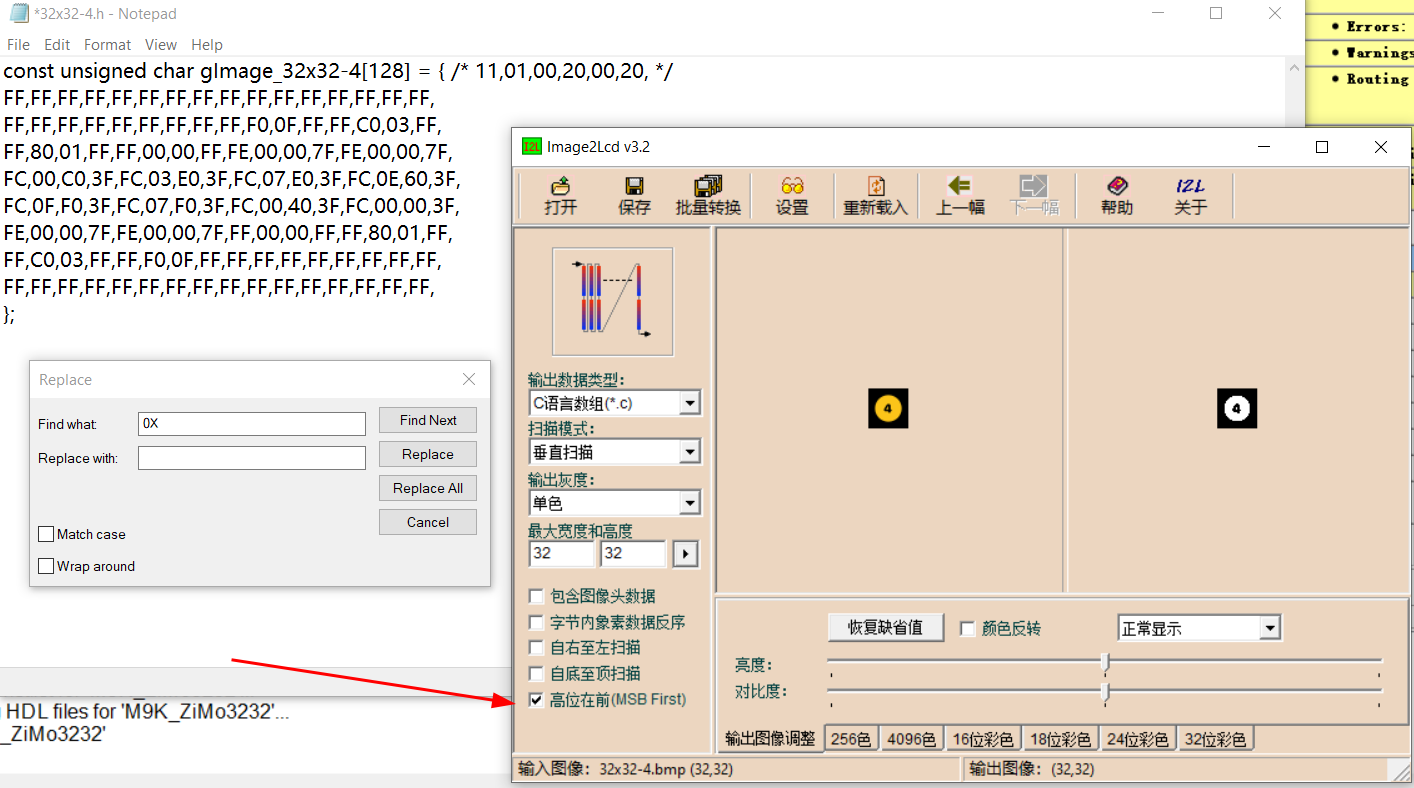 *32x32-4.h - Notepad
File Edit Format View Help
const unsigned char gImage_32x32-4[128] = { /* 11,01,00,20,00,20, */
FF,FF,FF,FF,FF,FF,FF,FF,FF,FF,FF,FF,FF,FF,FF,FF,
FF,FF,FF,FF,FF,FF,FF,FF,FF,F0,0F,FF,FF,C0,03,FF,
FF,80,01,FF,FF,00,00,FF,FE,00,00,7F,FE,00,00,7F,
FC,00,C0,3F,FC,03,E0,3F,FC,07,E0,3F,FC,0E,60,3F,
FC,0F,F0,3F,FC,07,F0,3F,FC,00,40,3F,FC,00,00,3F,
FE,00,00,7F,FE,00,00,7F,FF,00,00,FF,FF,80,01,FF,
FF,C0,03,FF,FF,F0,0F,FF,FF,FF,FF,FF,FF,FF,FF,FF,
FF,FF,FF,FF,FF,FF,FF,FF,FF,FF,FF,FF,FF,FF,FF,FF,
};
Replace
Find what: 0X
Find Next
Replace with:
Replace
Replace All
Cancel
Match case
Wrap around
HDL files for 'M9K_ZiMo3232'...
_ZiMo3232'
Errors:
Warnings
Routing
I2L Image2Lcd v3.2
打开 保存 批量转换 设置 重新载入 上一幅 下一幅 帮助 I2L 关于
输出数据类型:
C语言数组(*.c)
扫描模式:
垂直扫描
输出灰度:
单色
最大宽度和高度
32 32
包含图像头数据
字节内象素数据反序
自右至左扫描
自底至顶扫描
高位在前(MSB First)
4 4
恢复缺省值 颜色反转 正常显示
亮度:
对比度:
输出图像调整 256色 4096色 16位彩色 18位彩色 24位彩色 32位彩色
输入图像: 32x32-4.bmp (32,32) 输出图像: (32,32)